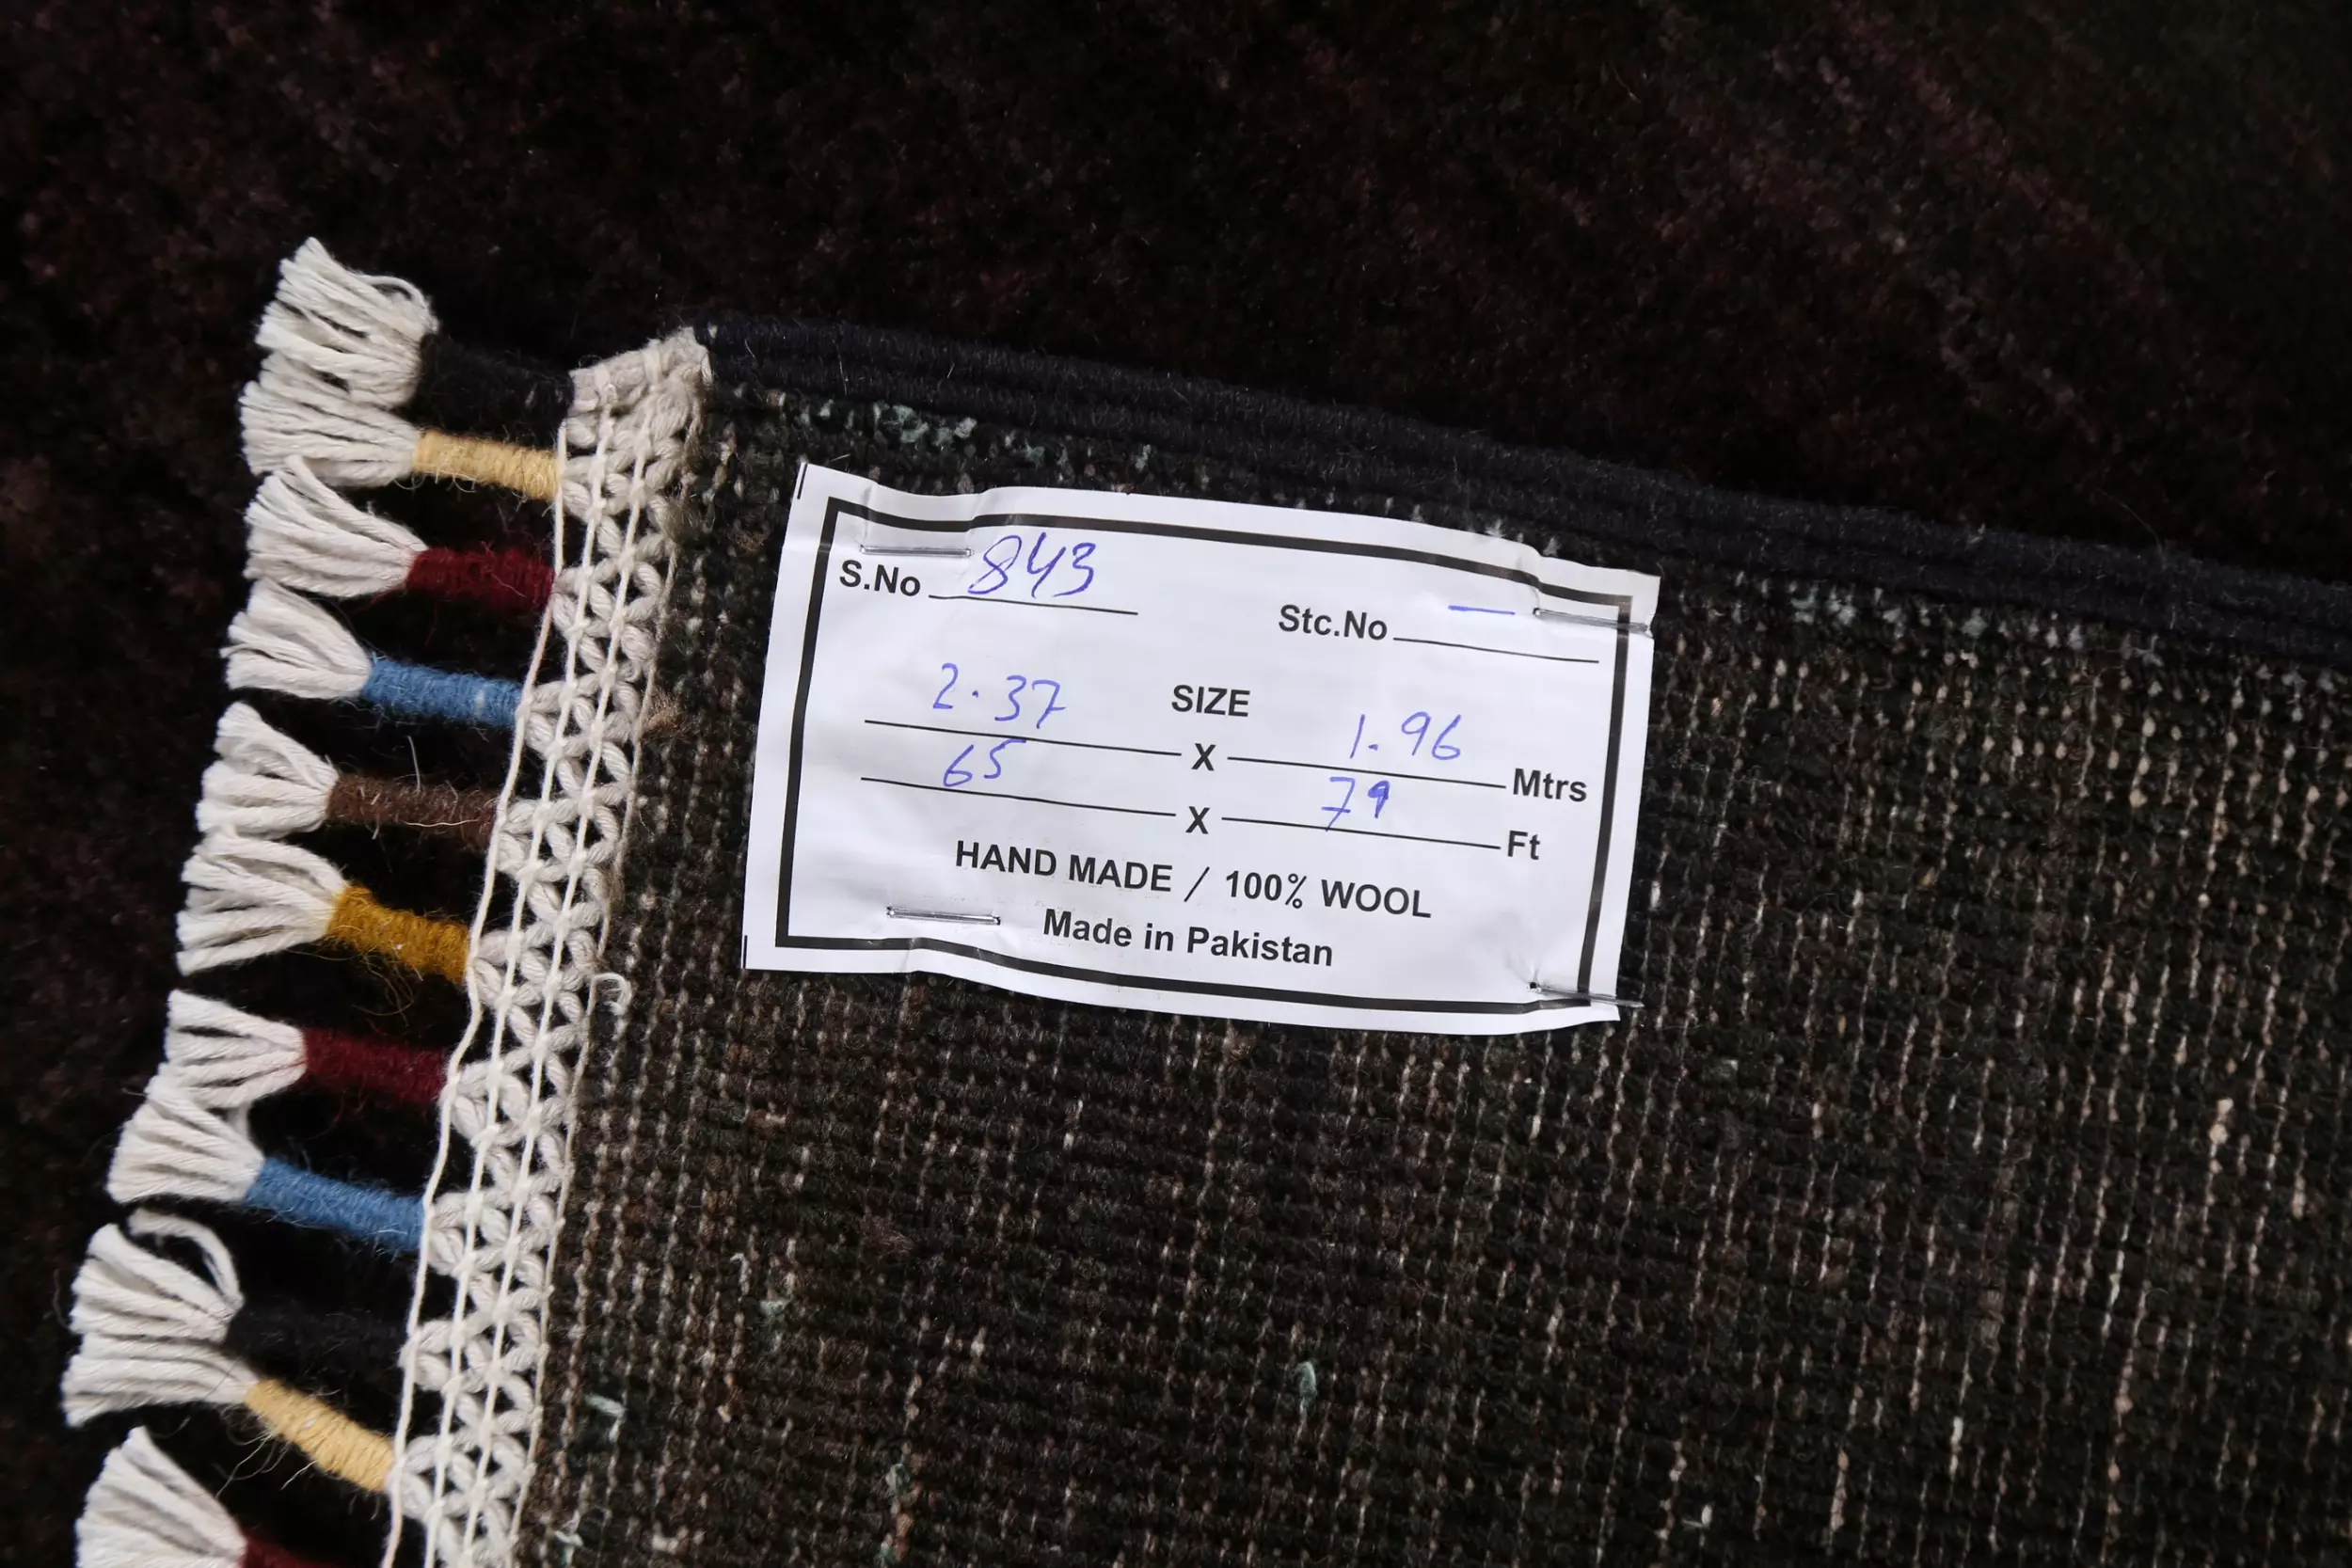 S.No 843 Stc.No —
SIZE
2.37 X 1.96 Mtrs
65 X 79 Ft
HAND MADE / 100% WOOL
Made in Pakistan